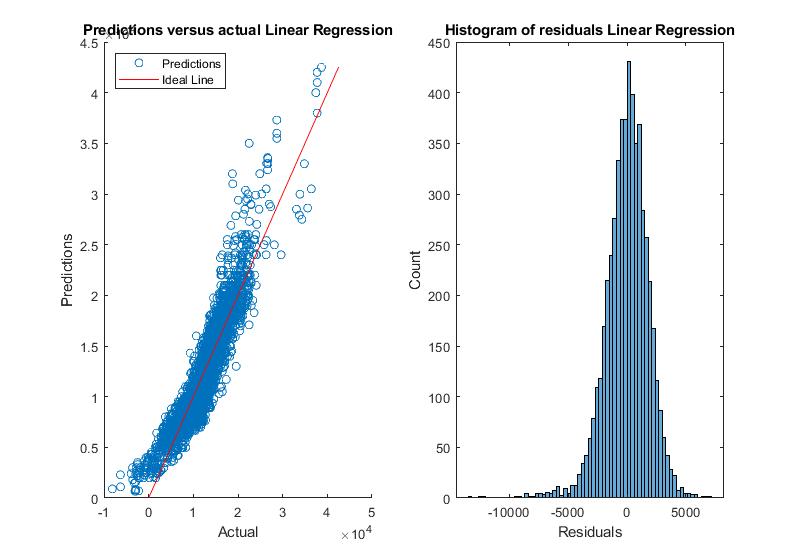 Predictions versus actual Linear Regression
Predictions
Ideal Line
4.5
4
3.5
3
2.5
2
1.5
1
0.5
0
Predictions
-1 0 1 2 3 4 5
Actual
×10⁴
Histogram of residuals Linear Regression
450
400
350
300
250
200
150
100
50
0
Count
-10000 -5000 0 5000
Residuals